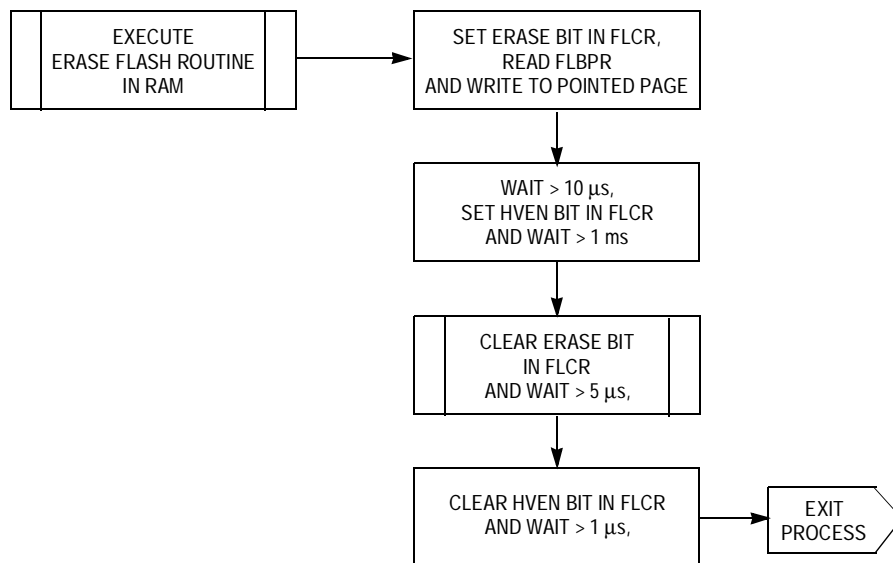 EXECUTE
ERASE FLASH ROUTINE
IN RAM
SET ERASE BIT IN FLCR,
READ FLBPR
AND WRITE TO POINTED PAGE
WAIT > 10 µs,
SET HVEN BIT IN FLCR
AND WAIT > 1 ms
CLEAR ERASE BIT
IN FLCR
AND WAIT > 5 µs,
CLEAR HVEN BIT IN FLCR
AND WAIT > 1 µs,
EXIT
PROCESS